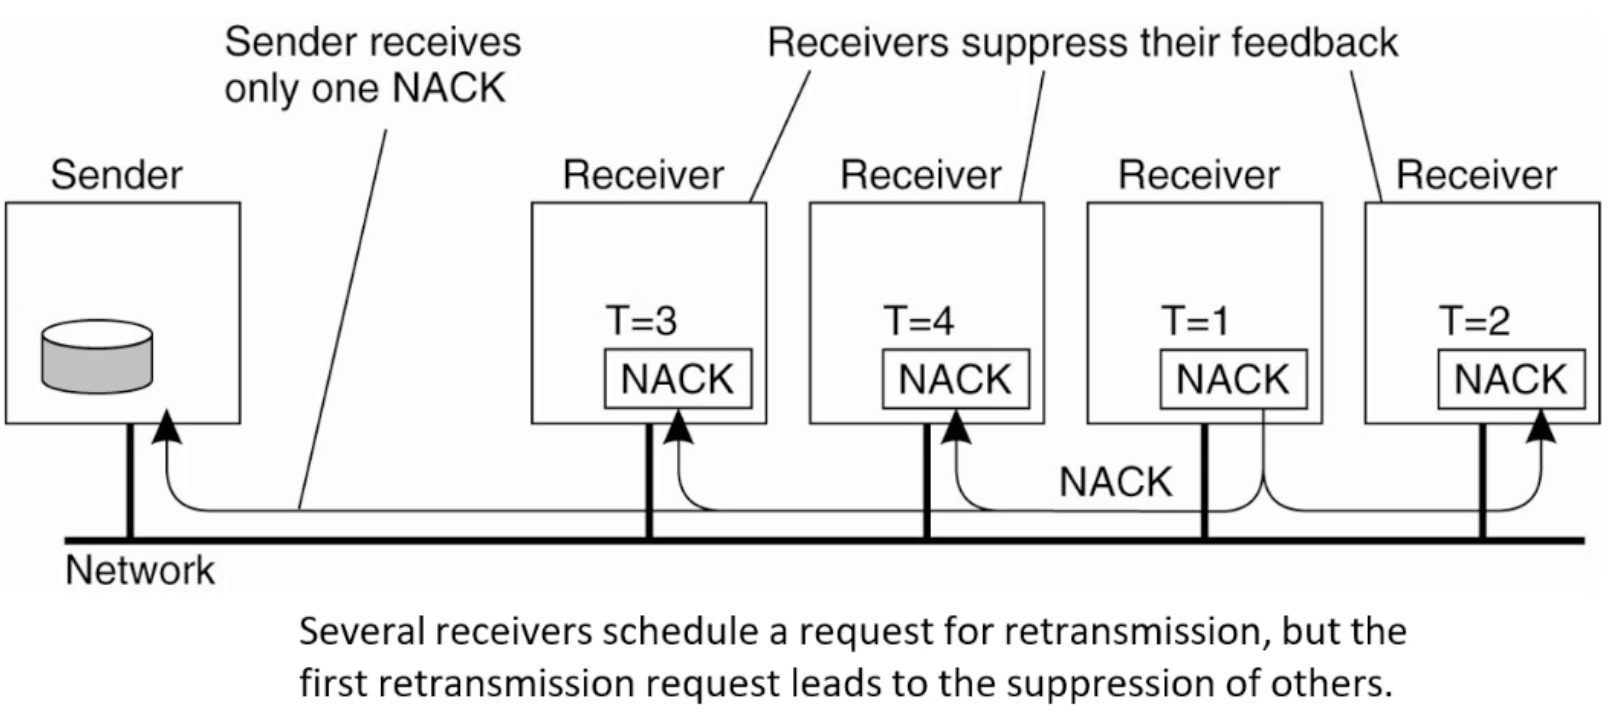 Sender receives
only one NACK
Receivers suppress their feedback
Sender
Receiver
Receiver
Receiver
Receiver
T=3
T=4
T=1
T=2
NACK
NACK
NACK
NACK
NACK
Network
Several receivers schedule a request for retransmission, but the
first retransmission request leads to the suppression of others.